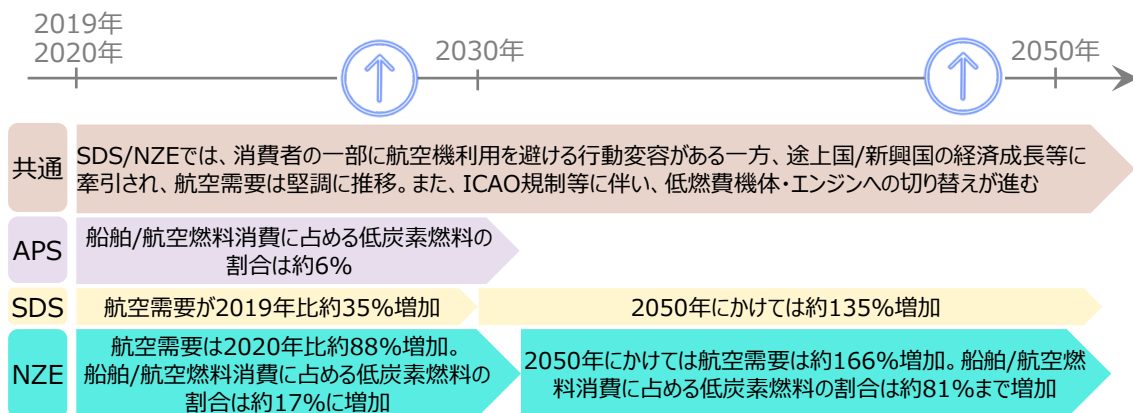 2019年
2020年
2030年
2050年
共通
SDS/NZEでは、消費者の一部に航空機利用を避ける行動変容がある一方、途上国/新興国の経済成長等に
牽引され、航空需要は堅調に推移。また、ICAO規制等に伴い、低燃費機体・エンジンへの切り替えが進む
APS
船舶/航空燃料消費に占める低炭素燃料の
割合は約6%
SDS
航空需要が2019年比約35%増加
2050年にかけては約135%増加
NZE
航空需要は2020年比約88%増加。
船舶/航空燃料消費に占める低炭素燃料の
割合は約17%に増加
2050年にかけては航空需要は約166%増加。船舶/航空燃
料消費に占める低炭素燃料の割合は約81%まで増加